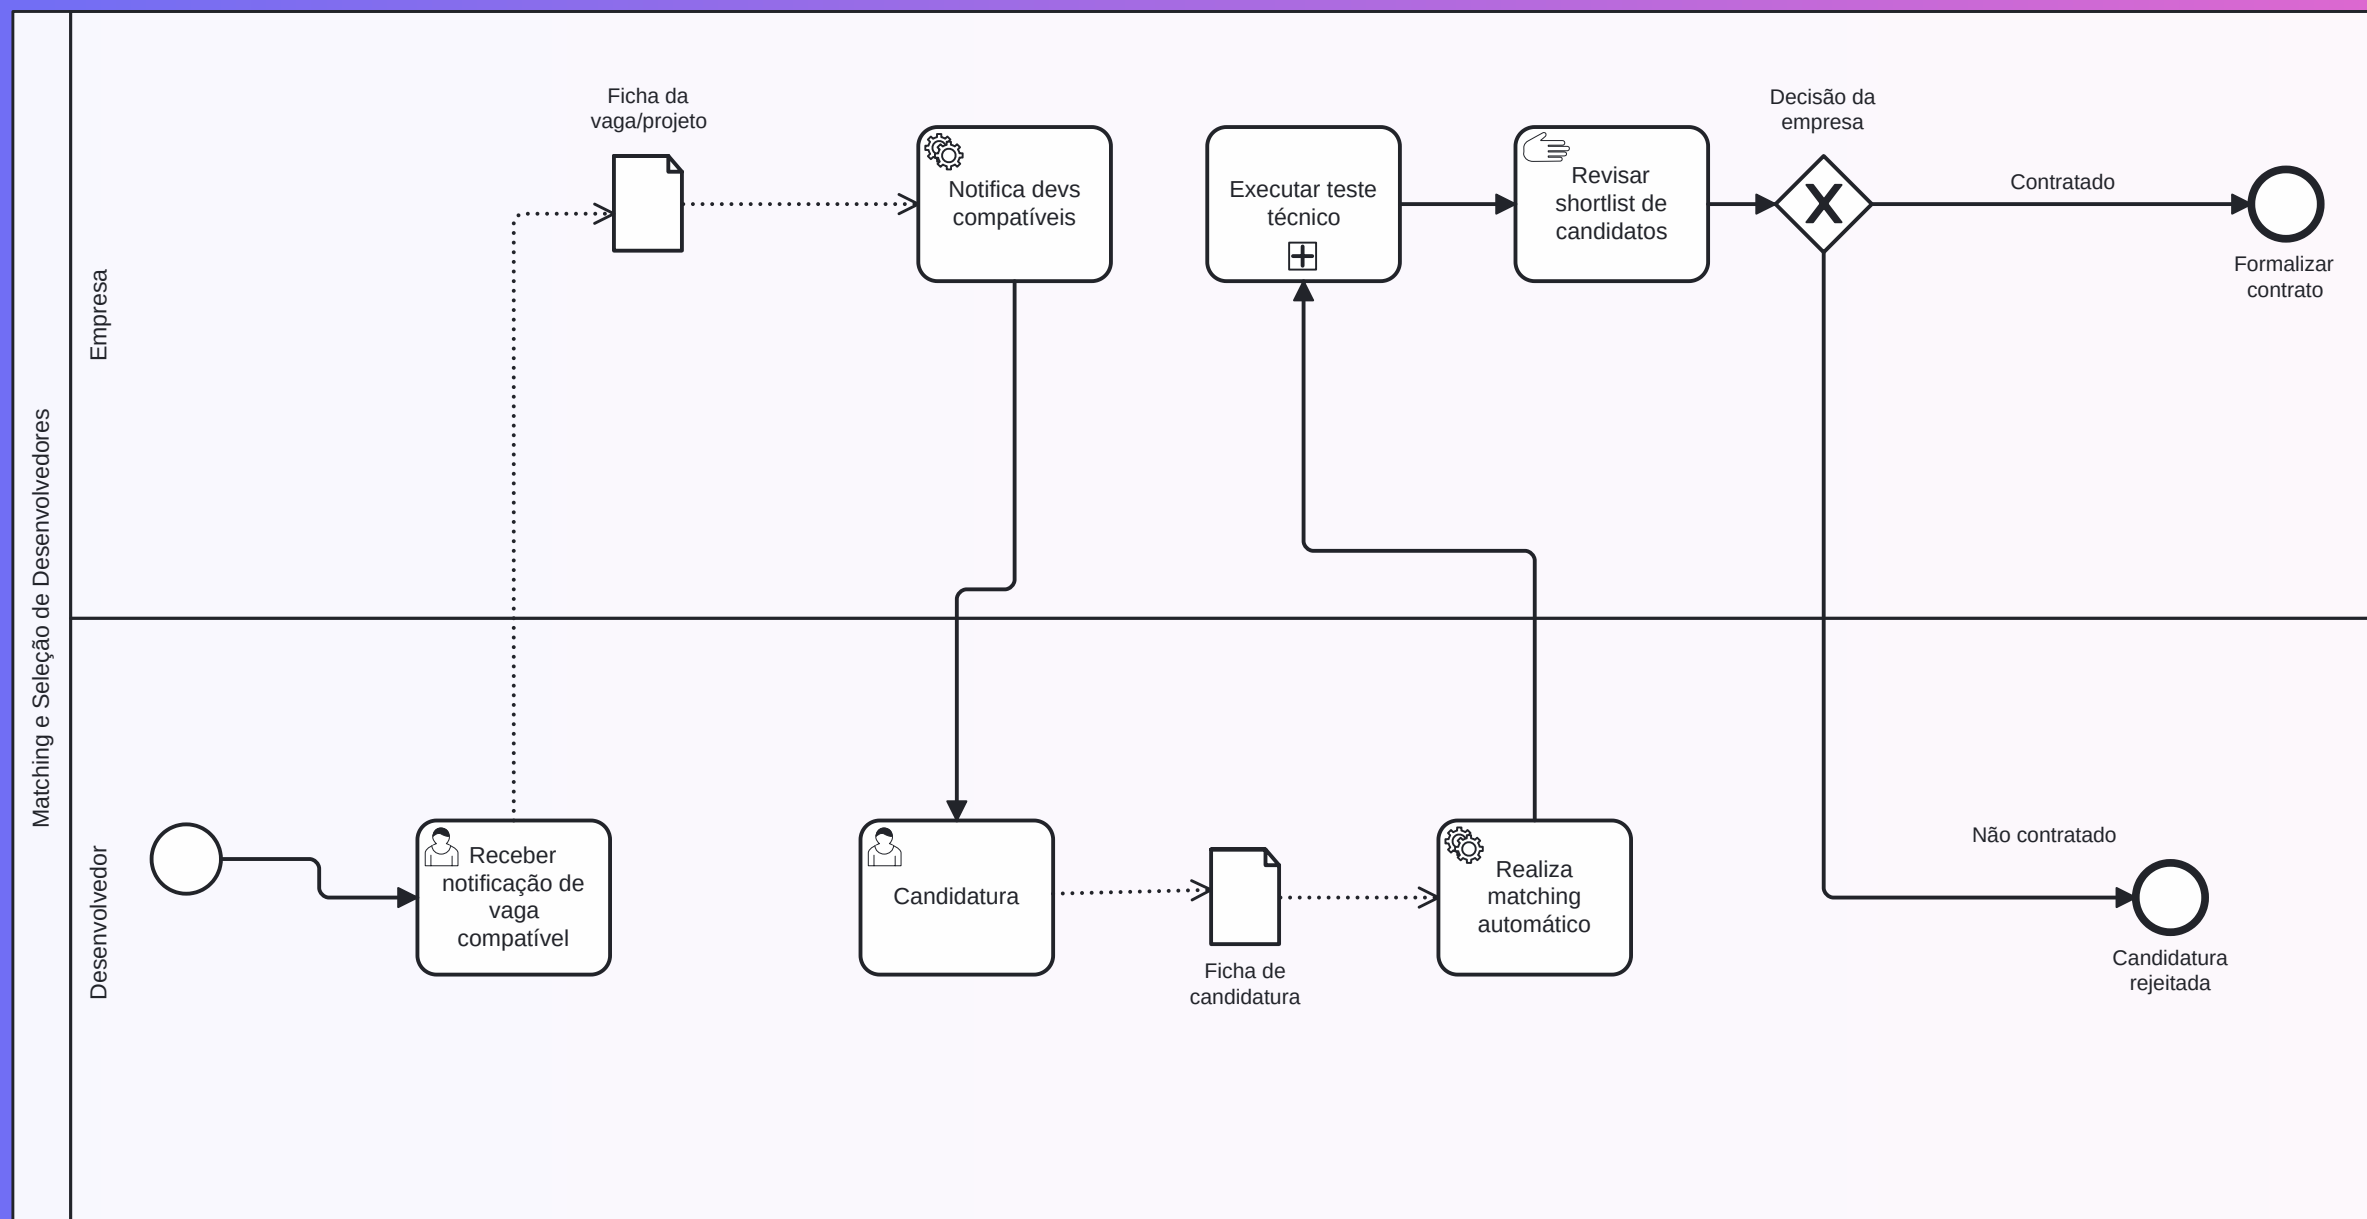 Matching e Seleção de Desenvolvedores
Empresa
Ficha da
vaga/projeto
Notifica devs
compatíveis
Executar teste
técnico
Revisar
shortlist de
candidatos
Decisão da
empresa
Contratado
Formalizar
contrato
Desenvolvedor
Receber
notificação de
vaga
compatível
Candidatura
Ficha de
candidatura
Realiza
matching
automático
Não contratado
Candidatura
rejeitada